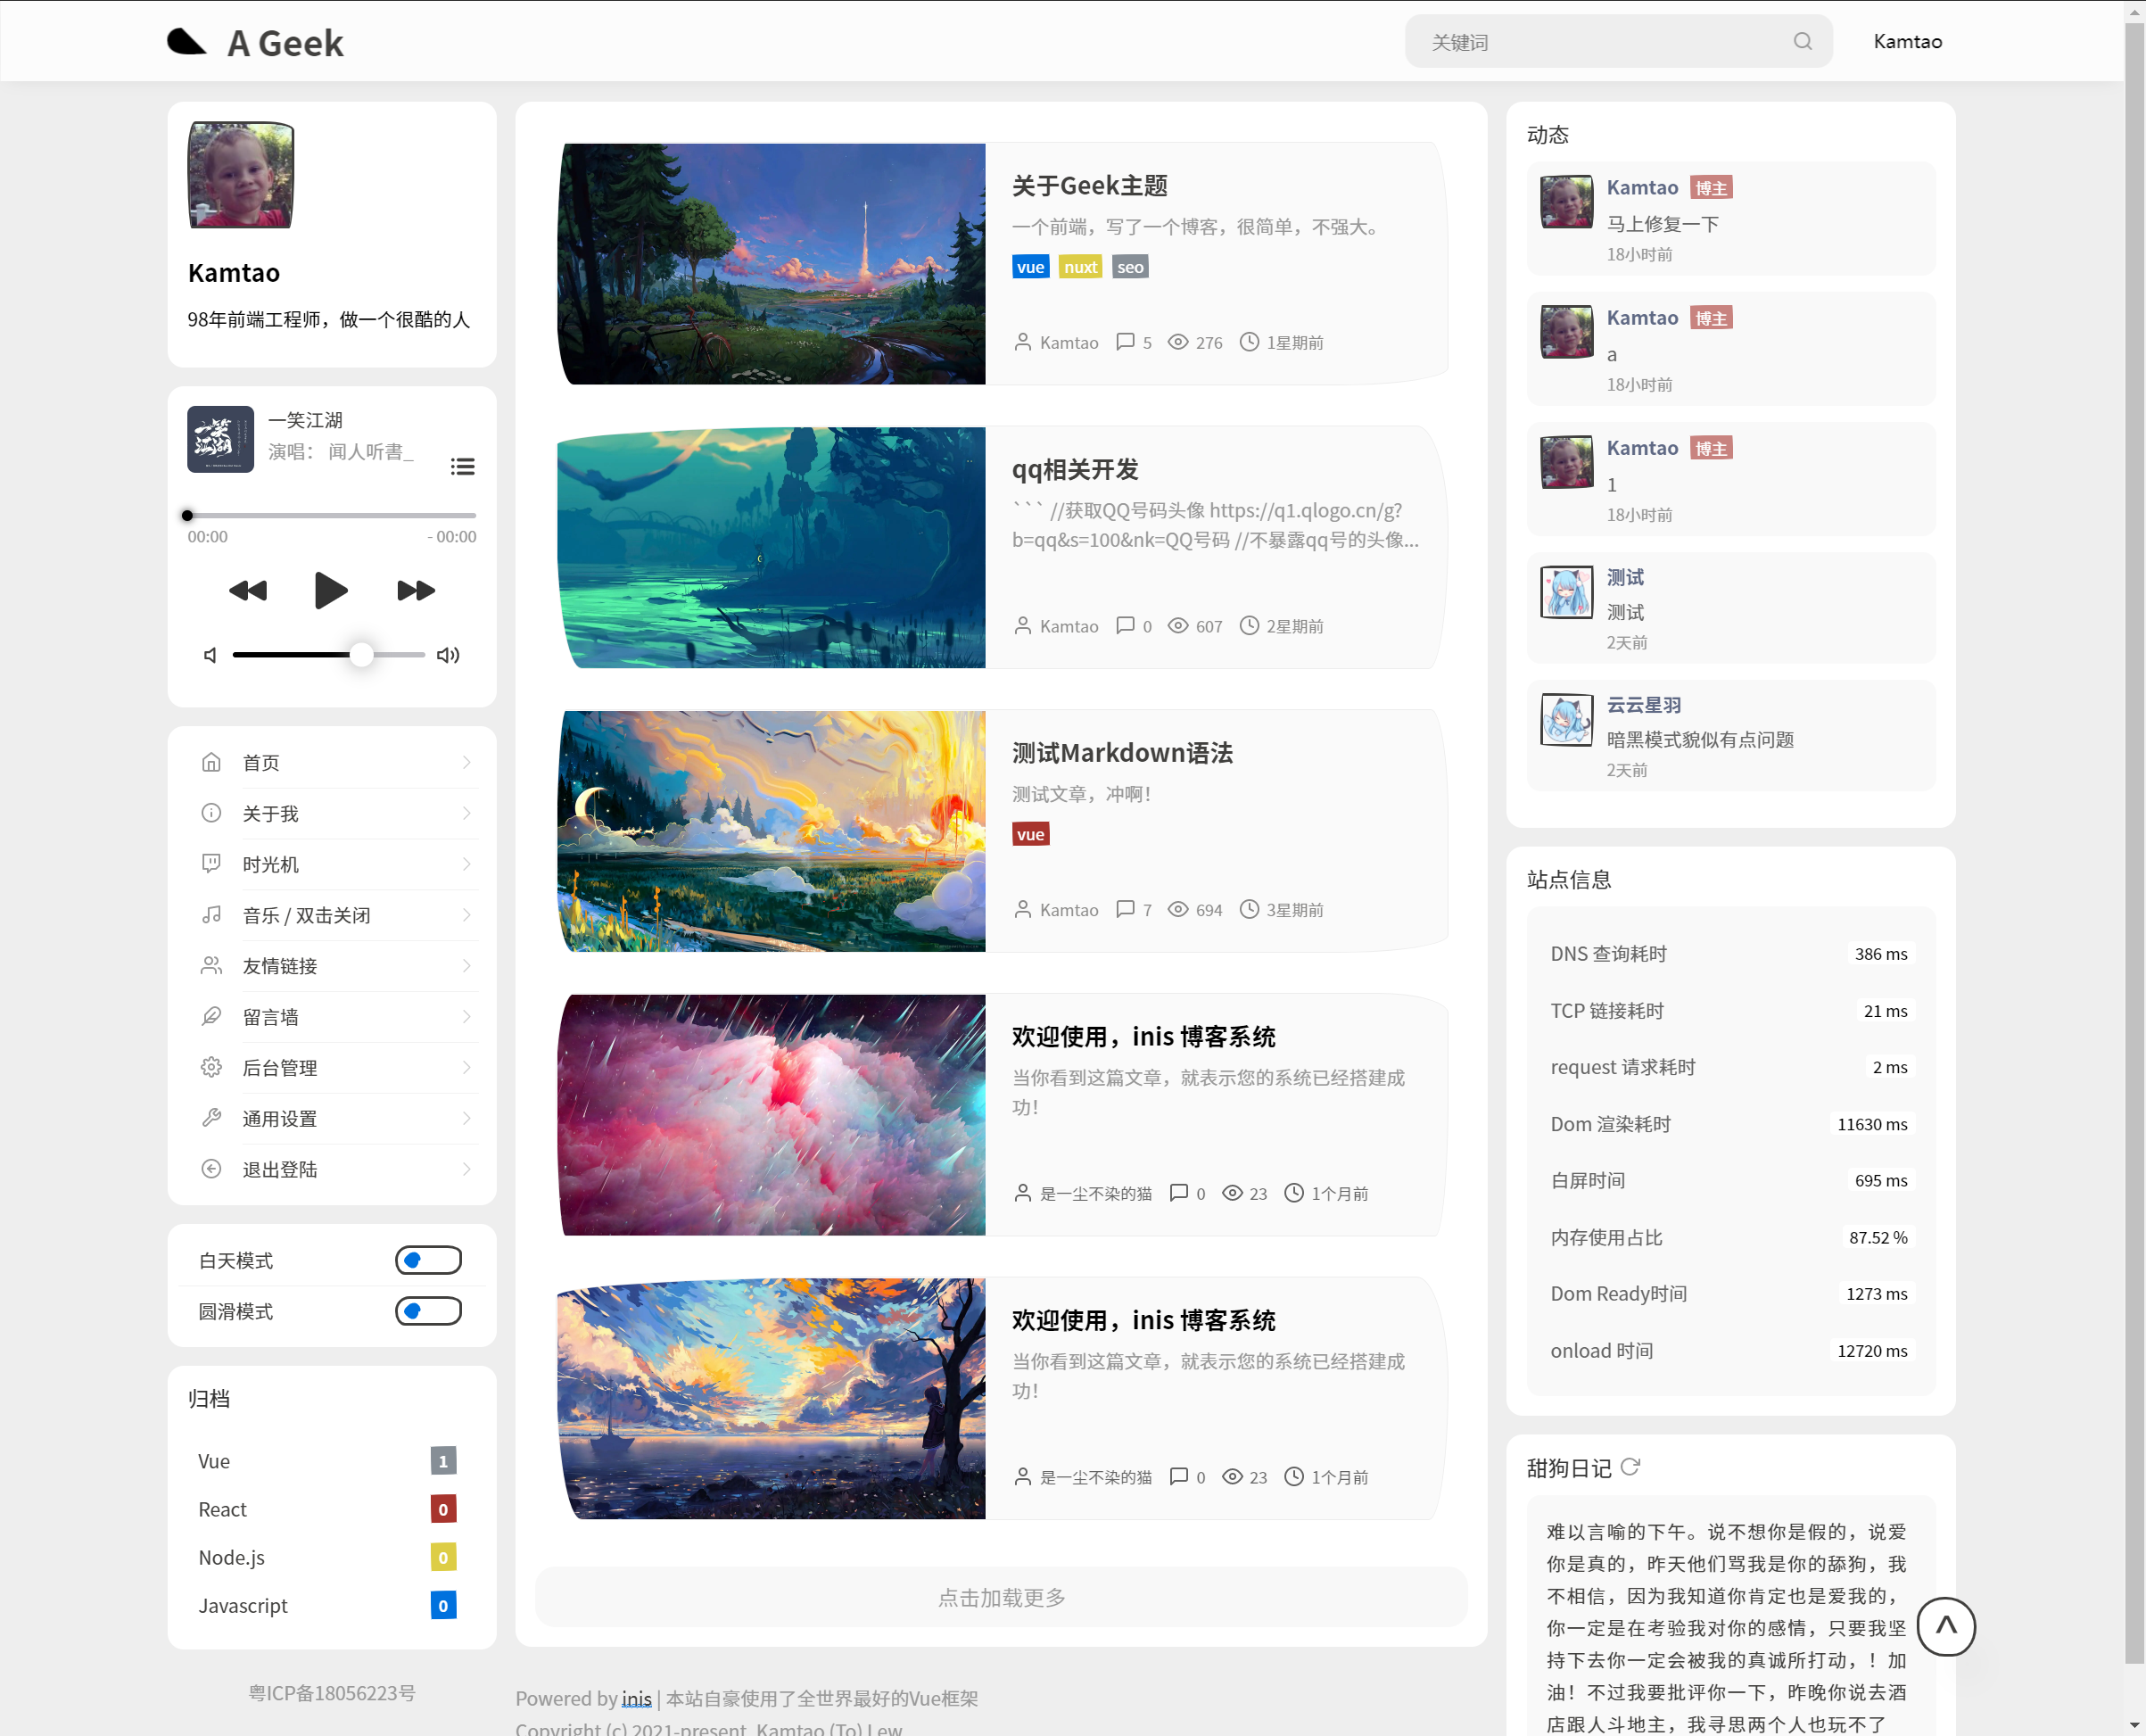 A Geek
关键词
Kamtao
Kamtao
98年前端工程师，做一个很酷的人
一笑江湖
演唱： 闻人听書_
00:00
- 00:00
首页
关于我
时光机
音乐 / 双击关闭
友情链接
留言墙
后台管理
通用设置
退出登陆
白天模式
圆滑模式
归档
Vue 1
React 0
Node.js 0
Javascript 0
粤ICP备18056223号
关于Geek主题
一个前端，写了一个博客，很简单，不强大。
vue nuxt seo
Kamtao 5 276 1星期前
qq相关开发
``` //获取QQ号码头像 https://q1.qlogo.cn/g?
b=qq&s=100&nk=QQ号码 //不暴露qq号的头像...
Kamtao 0 607 2星期前
测试Markdown语法
测试文章，冲啊！
vue
Kamtao 7 694 3星期前
欢迎使用，inis 博客系统
当你看到这篇文章，就表示您的系统已经搭建成
功！
是一尘不染的猫 0 23 1个月前
欢迎使用，inis 博客系统
当你看到这篇文章，就表示您的系统已经搭建成
功！
是一尘不染的猫 0 23 1个月前
点击加载更多
Powered by inis | 本站自豪使用了全世界最好的Vue框架
Copyright (c) 2021-present, Kamtao (To) Lew
动态
Kamtao 博主
马上修复一下
18小时前
Kamtao 博主
a
18小时前
Kamtao 博主
1
18小时前
测试
测试
2天前
云云星羽
暗黑模式貌似有点问题
2天前
站点信息
DNS 查询耗时 386 ms
TCP 链接耗时 21 ms
request 请求耗时 2 ms
Dom 渲染耗时 11630 ms
白屏时间 695 ms
内存使用占比 87.52 %
Dom Ready时间 1273 ms
onload 时间 12720 ms
甜狗日记
难以言喻的下午。说不想你是假的，说爱
你是真的，昨天他们骂我是你的舔狗，我
不相信，因为我知道你肯定也是爱我的，
你一定是在考验我对你的感情，只要我坚
持下去你一定会被我的真诚所打动，！加
油！不过我要批评你一下，昨晚你说去酒
店跟人斗地主，我寻思两个人也玩不了